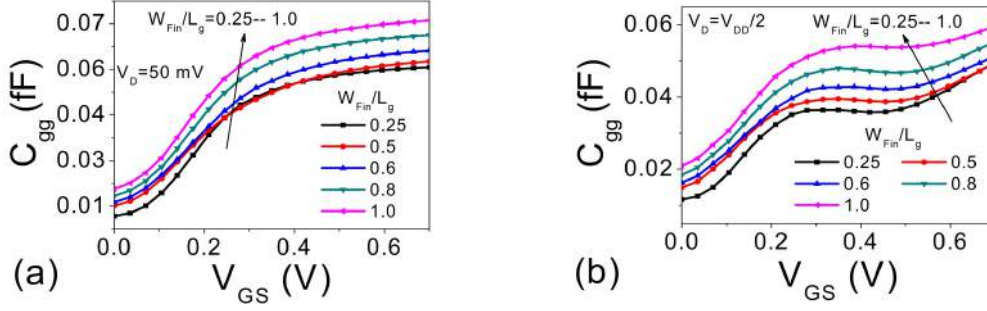 W_Fin/L_g=0.25-- 1.0
V_D=50 mV
W_Fin/L_g
0.25
0.5
0.6
0.8
1.0
0.07
0.06
0.04
0.03
0.01
C_gg (fF)
0.0 0.2 0.4 0.6
V_GS (V)
(a)
V_D=V_DD/2
W_Fin/L_g=0.25-- 1.0
W_Fin/L_g
0.25 0.5
0.6 0.8
1.0
0.06
0.04
0.02
C_gg (fF)
0.0 0.2 0.4 0.6
V_GS (V)
(b)